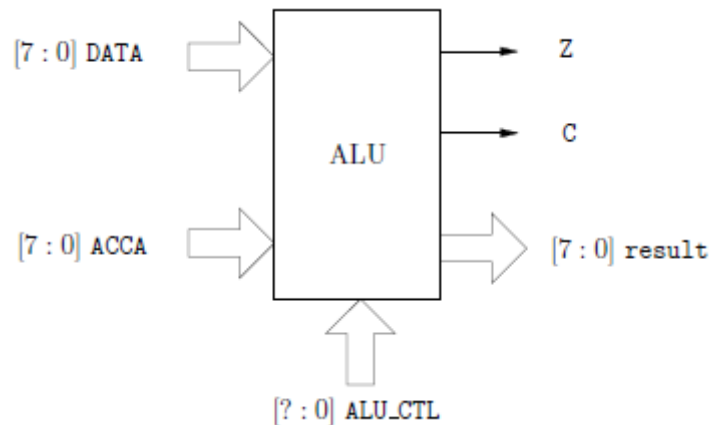 [7 : 0] DATA
Z
C
ALU
[7 : 0] ACCA
[7 : 0] result
[? : 0] ALU_CTL